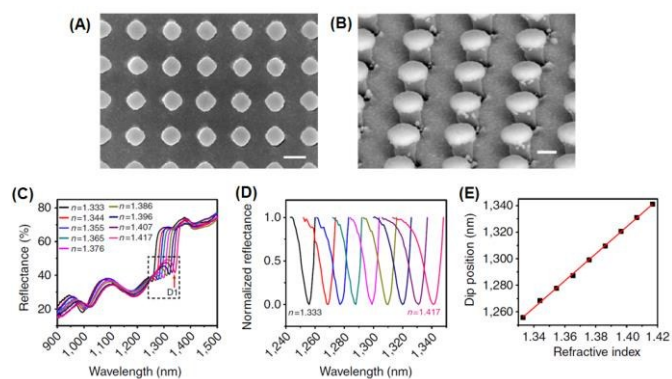 (A)
(B)
(C)
n=1.333
n=1.344
n=1.355
n=1.365
n=1.376
n=1.386
n=1.396
n=1.407
n=1.417
D1
Reflectance (%)
80
60
40
20
900
1,000
1,100
1,200
1,300
1,400
1,500
Wavelength (nm)
(D)
Normalized reflectance
1.0
0.5
0.0
n=1.333
n=1.417
1,240
1,260
1,280
1,300
1,320
1,340
Wavelength (nm)
(E)
Dip position (nm)
1,340
1,320
1,300
1,280
1,260
1.34
1.36
1.38
1.40
1.42
Refractive index